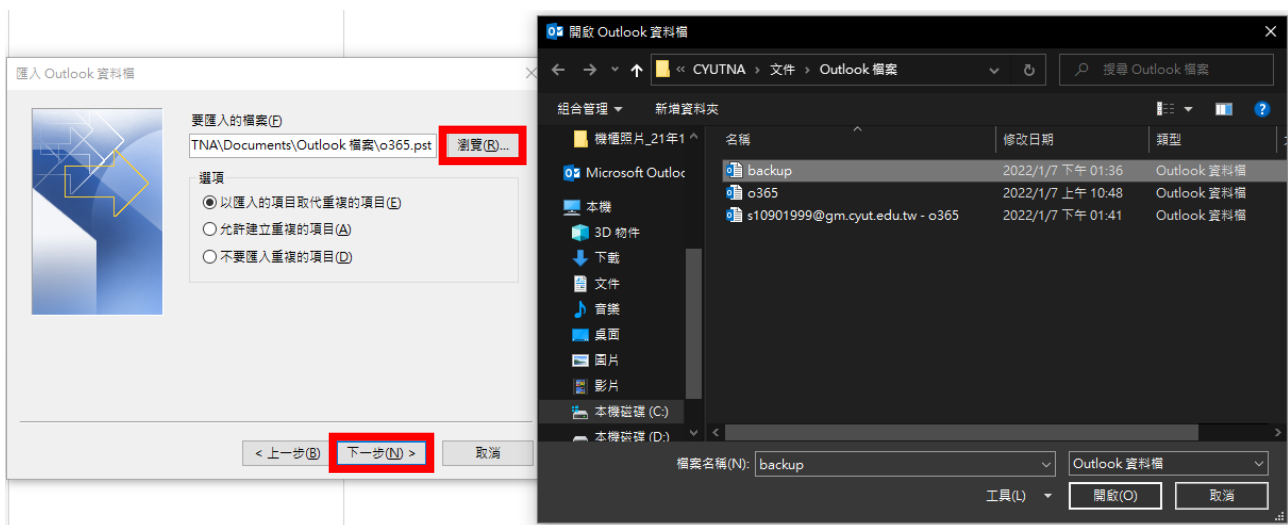 匯入 Outlook 資料檔
要匯入的檔案(F)
TNA\Documents\Outlook 檔案\o365.pst
瀏覽(R)...
選項
以匯入的項目取代重複的項目(E)
允許建立重複的項目(A)
不要匯入重複的項目(D)
< 上一步(B)
下一步(N) >
取消
開啟 Outlook 資料檔
« CYUTNA › 文件 › Outlook 檔案
搜尋 Outlook 檔案
組合管理
新增資料夾
機櫃照片_21年1
Microsoft Outloo
本機
3D 物件
下載
文件
音樂
桌面
圖片
影片
本機磁碟 (C:)
本機磁碟 (D:)
名稱 修改日期 類型
backup 2022/1/7 下午 01:36 Outlook 資料檔
o365 2022/1/7 上午 10:48 Outlook 資料檔
s10901999@gm.cyut.edu.tw - o365 2022/1/7 下午 01:41 Outlook 資料檔
檔案名稱(N): backup
Outlook 資料檔
工具(L)
開啟(O)
取消